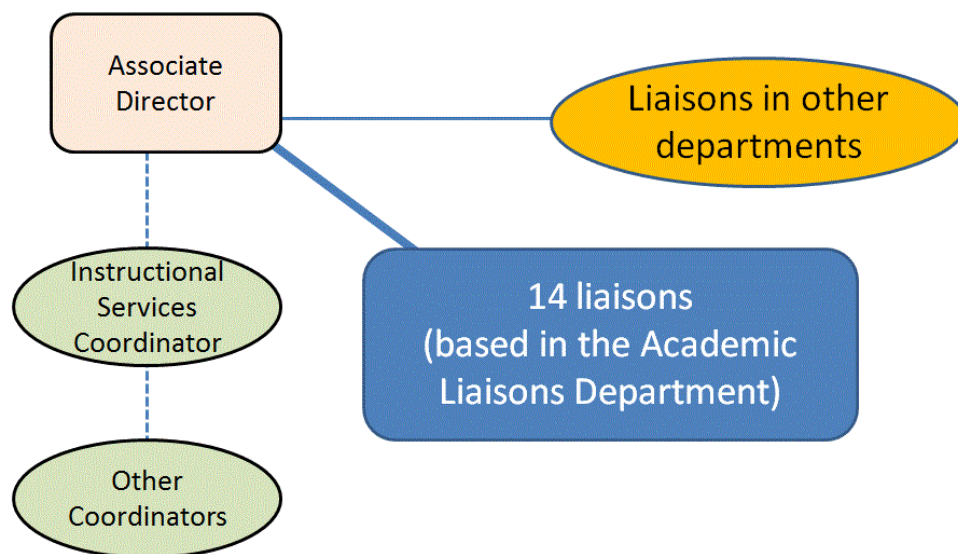 Associate
Director
Liaisons in other
departments
Instructional
Services
Coordinator
14 liaisons
(based in the Academic
Liaisons Department)
Other
Coordinators